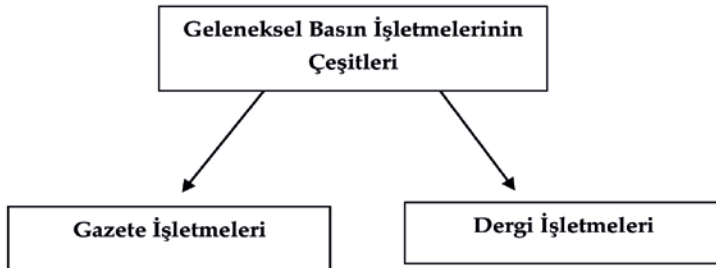 Geleneksel Basın İşletmelerinin
Çeşitleri
Gazete İşletmeleri
Dergi İşletmeleri